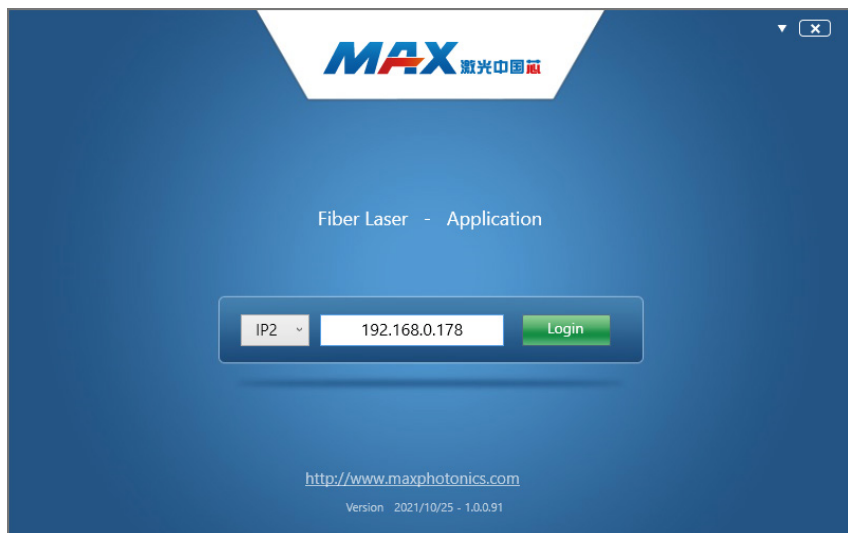 MAX 激光中国芯
Fiber Laser - Application
IP2 192.168.0.178 Login
http://www.maxphotonics.com
Version 2021/10/25 - 1.0.0.91